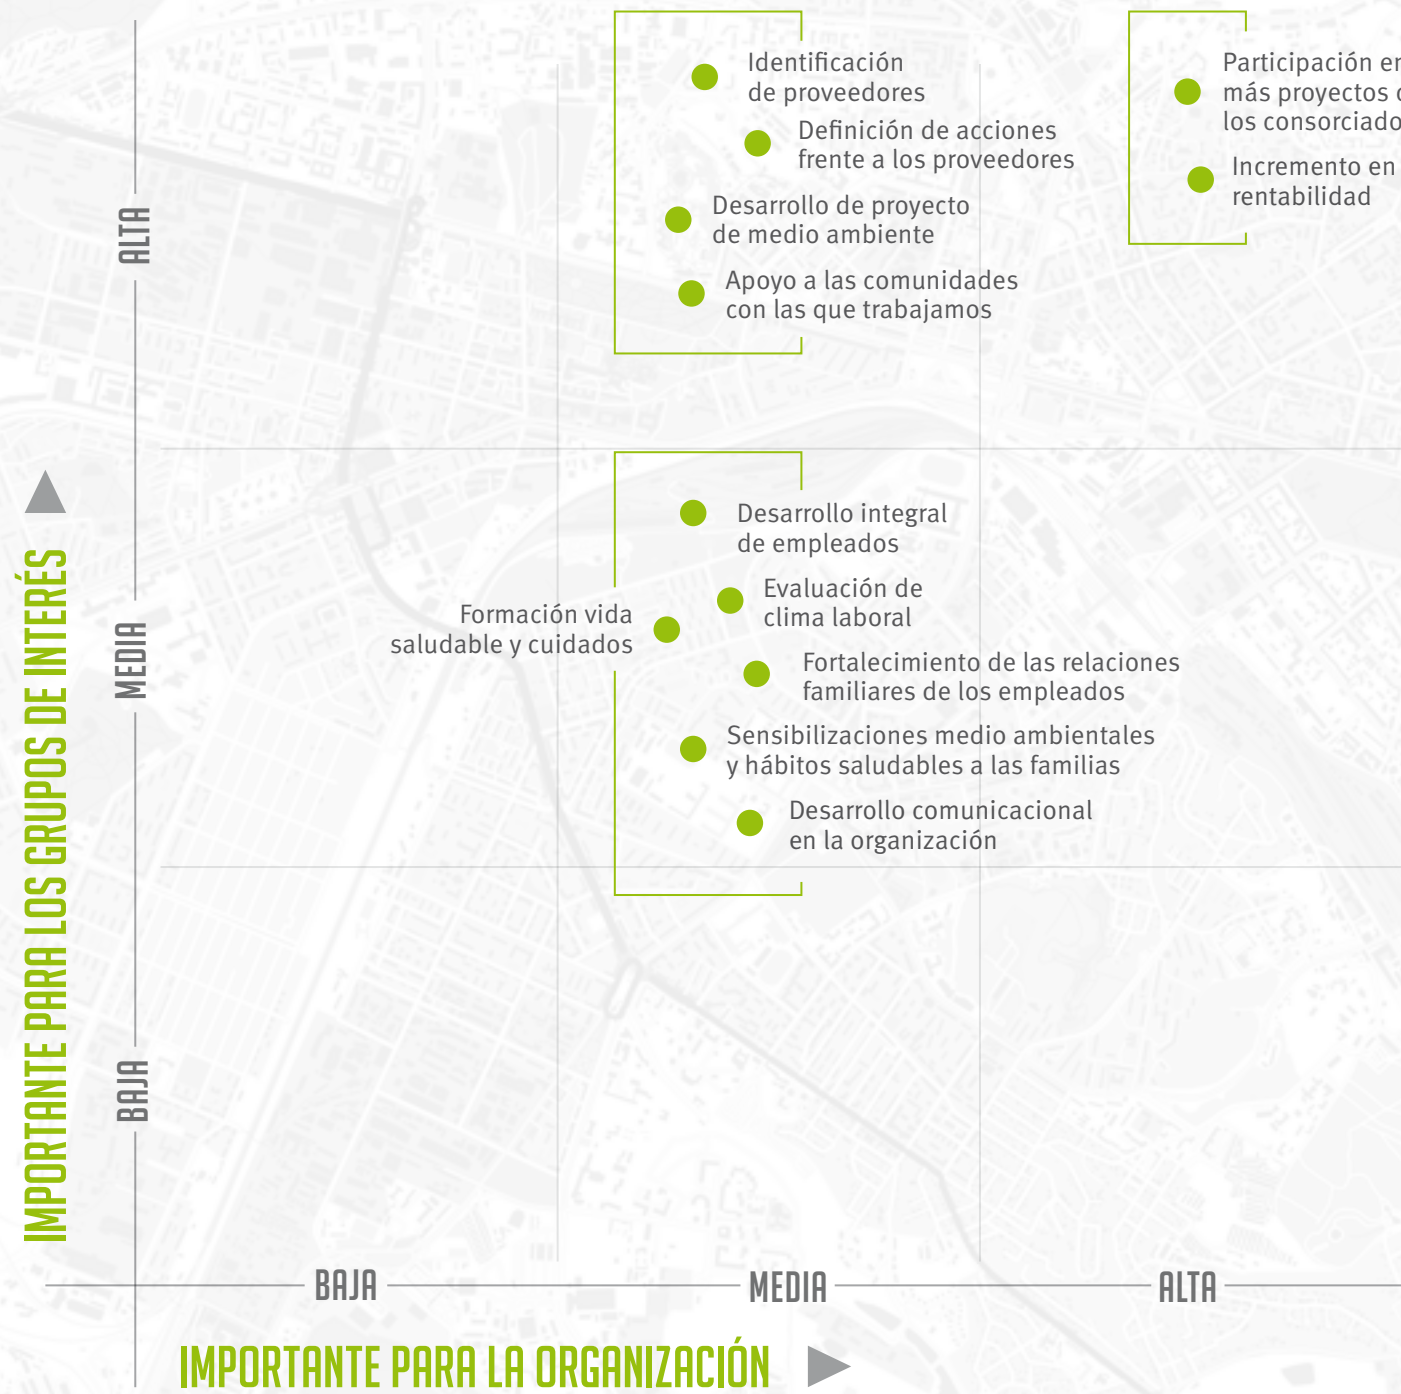 Identificación
de proveedores
Definición de acciones
frente a los proveedores
Desarrollo de proyecto
de medio ambiente
Apoyo a las comunidades
con las que trabajamos
Participación en
más proyectos
los consorciado
Incremento en
rentabilidad
ALTA
Desarrollo integral
de empleados
Evaluación de
clima laboral
Formación vida
saludable y cuidados
Fortalecimiento de las relaciones
familiares de los empleados
Sensibilizaciones medio ambientales
y hábitos saludables a las familias
Desarrollo comunicacional
en la organización
MEDIA
BAJA
IMPORTANTE PARA LOS GRUPOS DE INTERÉS
BAJA
MEDIA
ALTA
IMPORTANTE PARA LA ORGANIZACIÓN